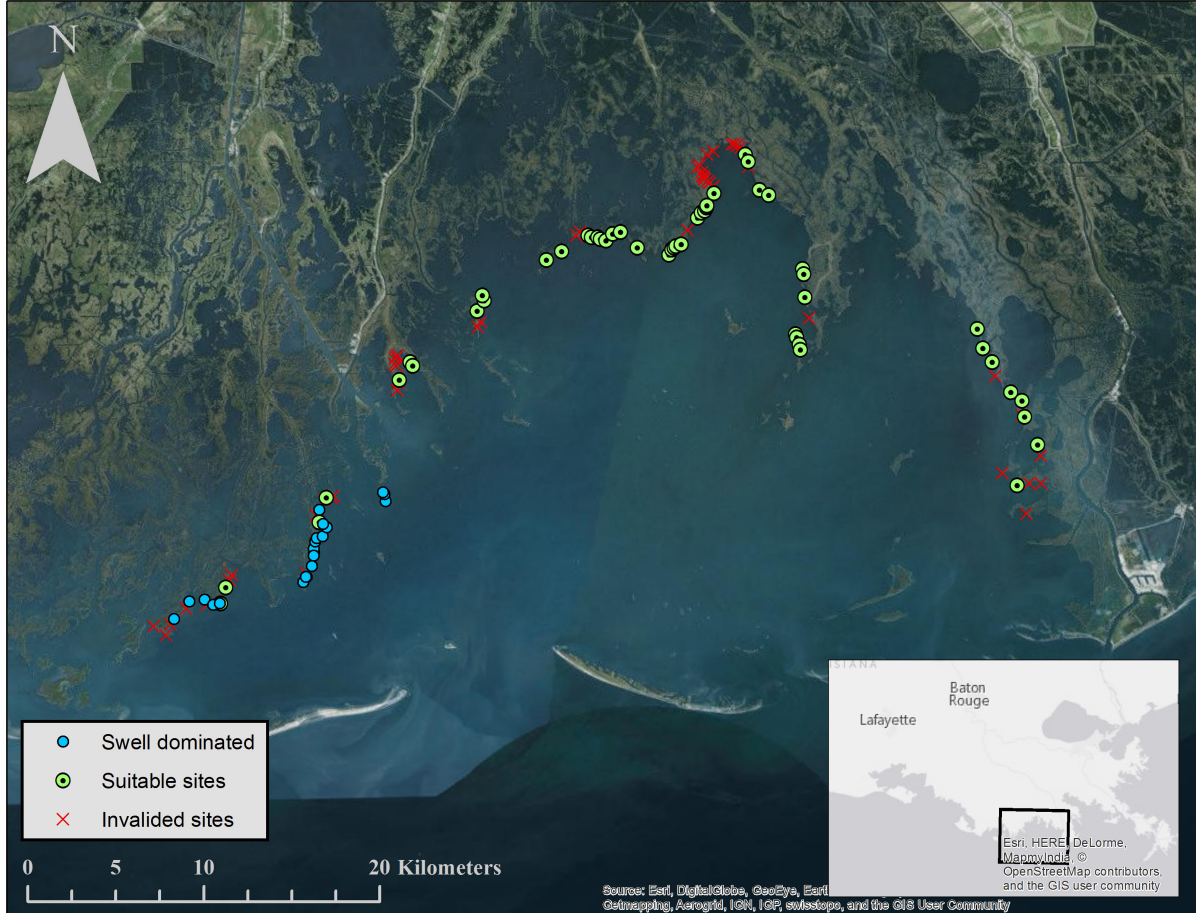 N
Swell dominated
Suitable sites
Invalided sites
0 5 10 20 Kilometers
ISIANA
Baton
Rouge
Lafayette
Esri, HERE, DeLorme,
MapmyIndia, ©
OpenStreetMap contributors,
and the GIS user community
Source: Esri, DigitalGlobe, GeoEye, Eart
Getmapping, Aerogrid, IGN, IGP, swisstopo, and the GIS User Community